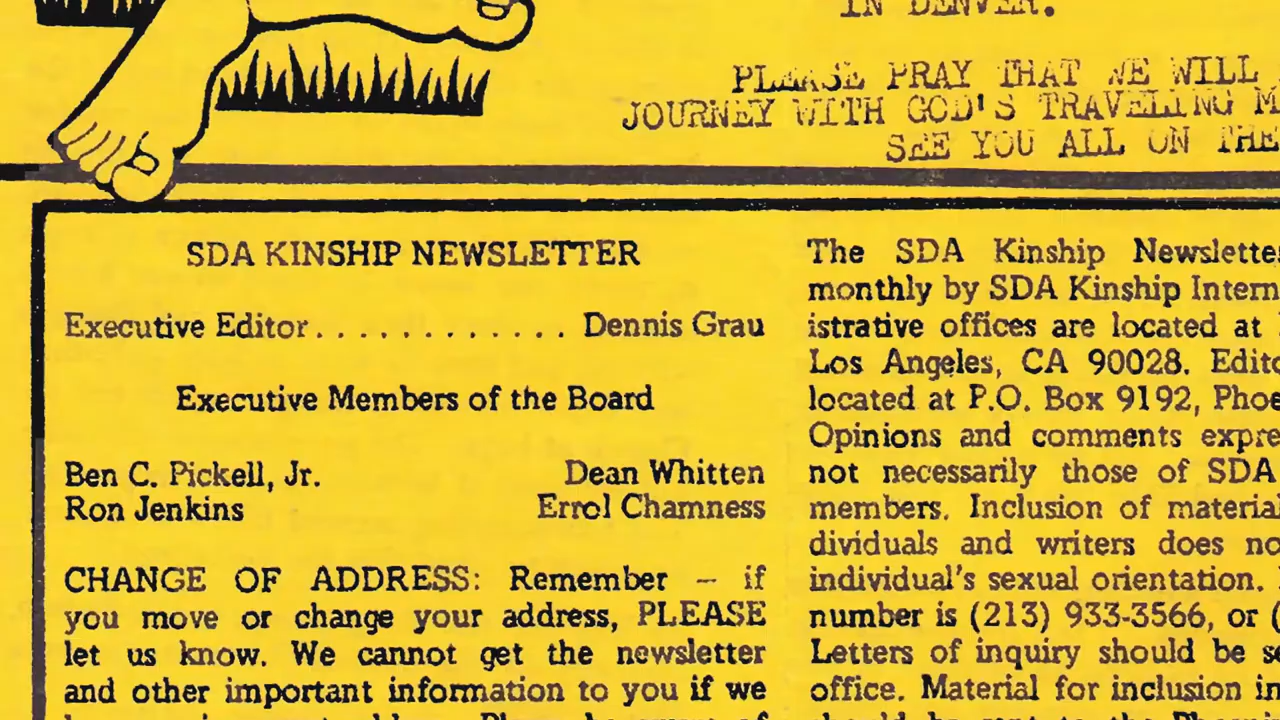 IN DENVER.
PLEASE PRAY THAT WE WILL
JOURNEY WITH GOD'S TRAVELING
SEE YOU ALL ON THE
SDA KINSHIP NEWSLETTER
Executive Editor............ Dennis Grau
Executive Members of the Board
Ben C. Pickell, Jr. Dean Whitten
Ron Jenkins Errol Chamness
CHANGE OF ADDRESS: Remember – if
you move or change your address, PLEASE
let us know. We cannot get the newsletter
and other important information to you if we
The SDA Kinship
monthly by SDA Kinship
istrative offices are located at
Los Angeles, CA 90028.
located at P.O. Box 9192,
Opinions and comments
not necessarily those of SDA
members. Inclusion of
dividuals and writers does
individual's sexual orientation.
number is (213) 933-3566, or (
Letters of inquiry should be
office. Material for inclusion